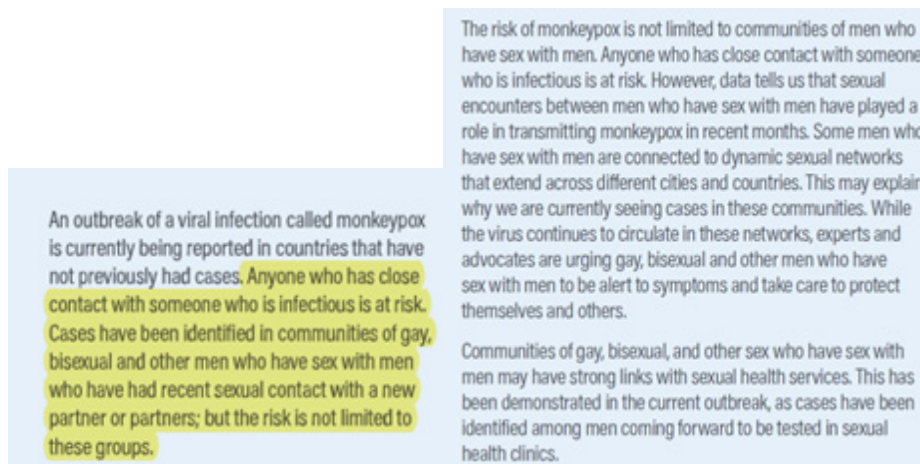 An outbreak of a viral infection called monkeypox
is currently being reported in countries that have
not previously had cases. Anyone who has close
contact with someone who is infectious is at risk.
Cases have been identified in communities of gay,
bisexual and other men who have sex with men
who have had recent sexual contact with a new
partner or partners; but the risk is not limited to
these groups.
The risk of monkeypox is not limited to communities of men who
have sex with men. Anyone who has close contact with someone
who is infectious is at risk. However, data tells us that sexual
encounters between men who have sex with men have played a
role in transmitting monkeypox in recent months. Some men who
have sex with men are connected to dynamic sexual networks
that extend across different cities and countries. This may explain
why we are currently seeing cases in these communities. While
the virus continues to circulate in these networks, experts and
advocates are urging gay, bisexual and other men who have
sex with men to be alert to symptoms and take care to protect
themselves and others.
Communities of gay, bisexual, and other sex who have sex with
men may have strong links with sexual health services. This has
been demonstrated in the current outbreak, as cases have been
identified among men coming forward to be tested in sexual
health clinics.